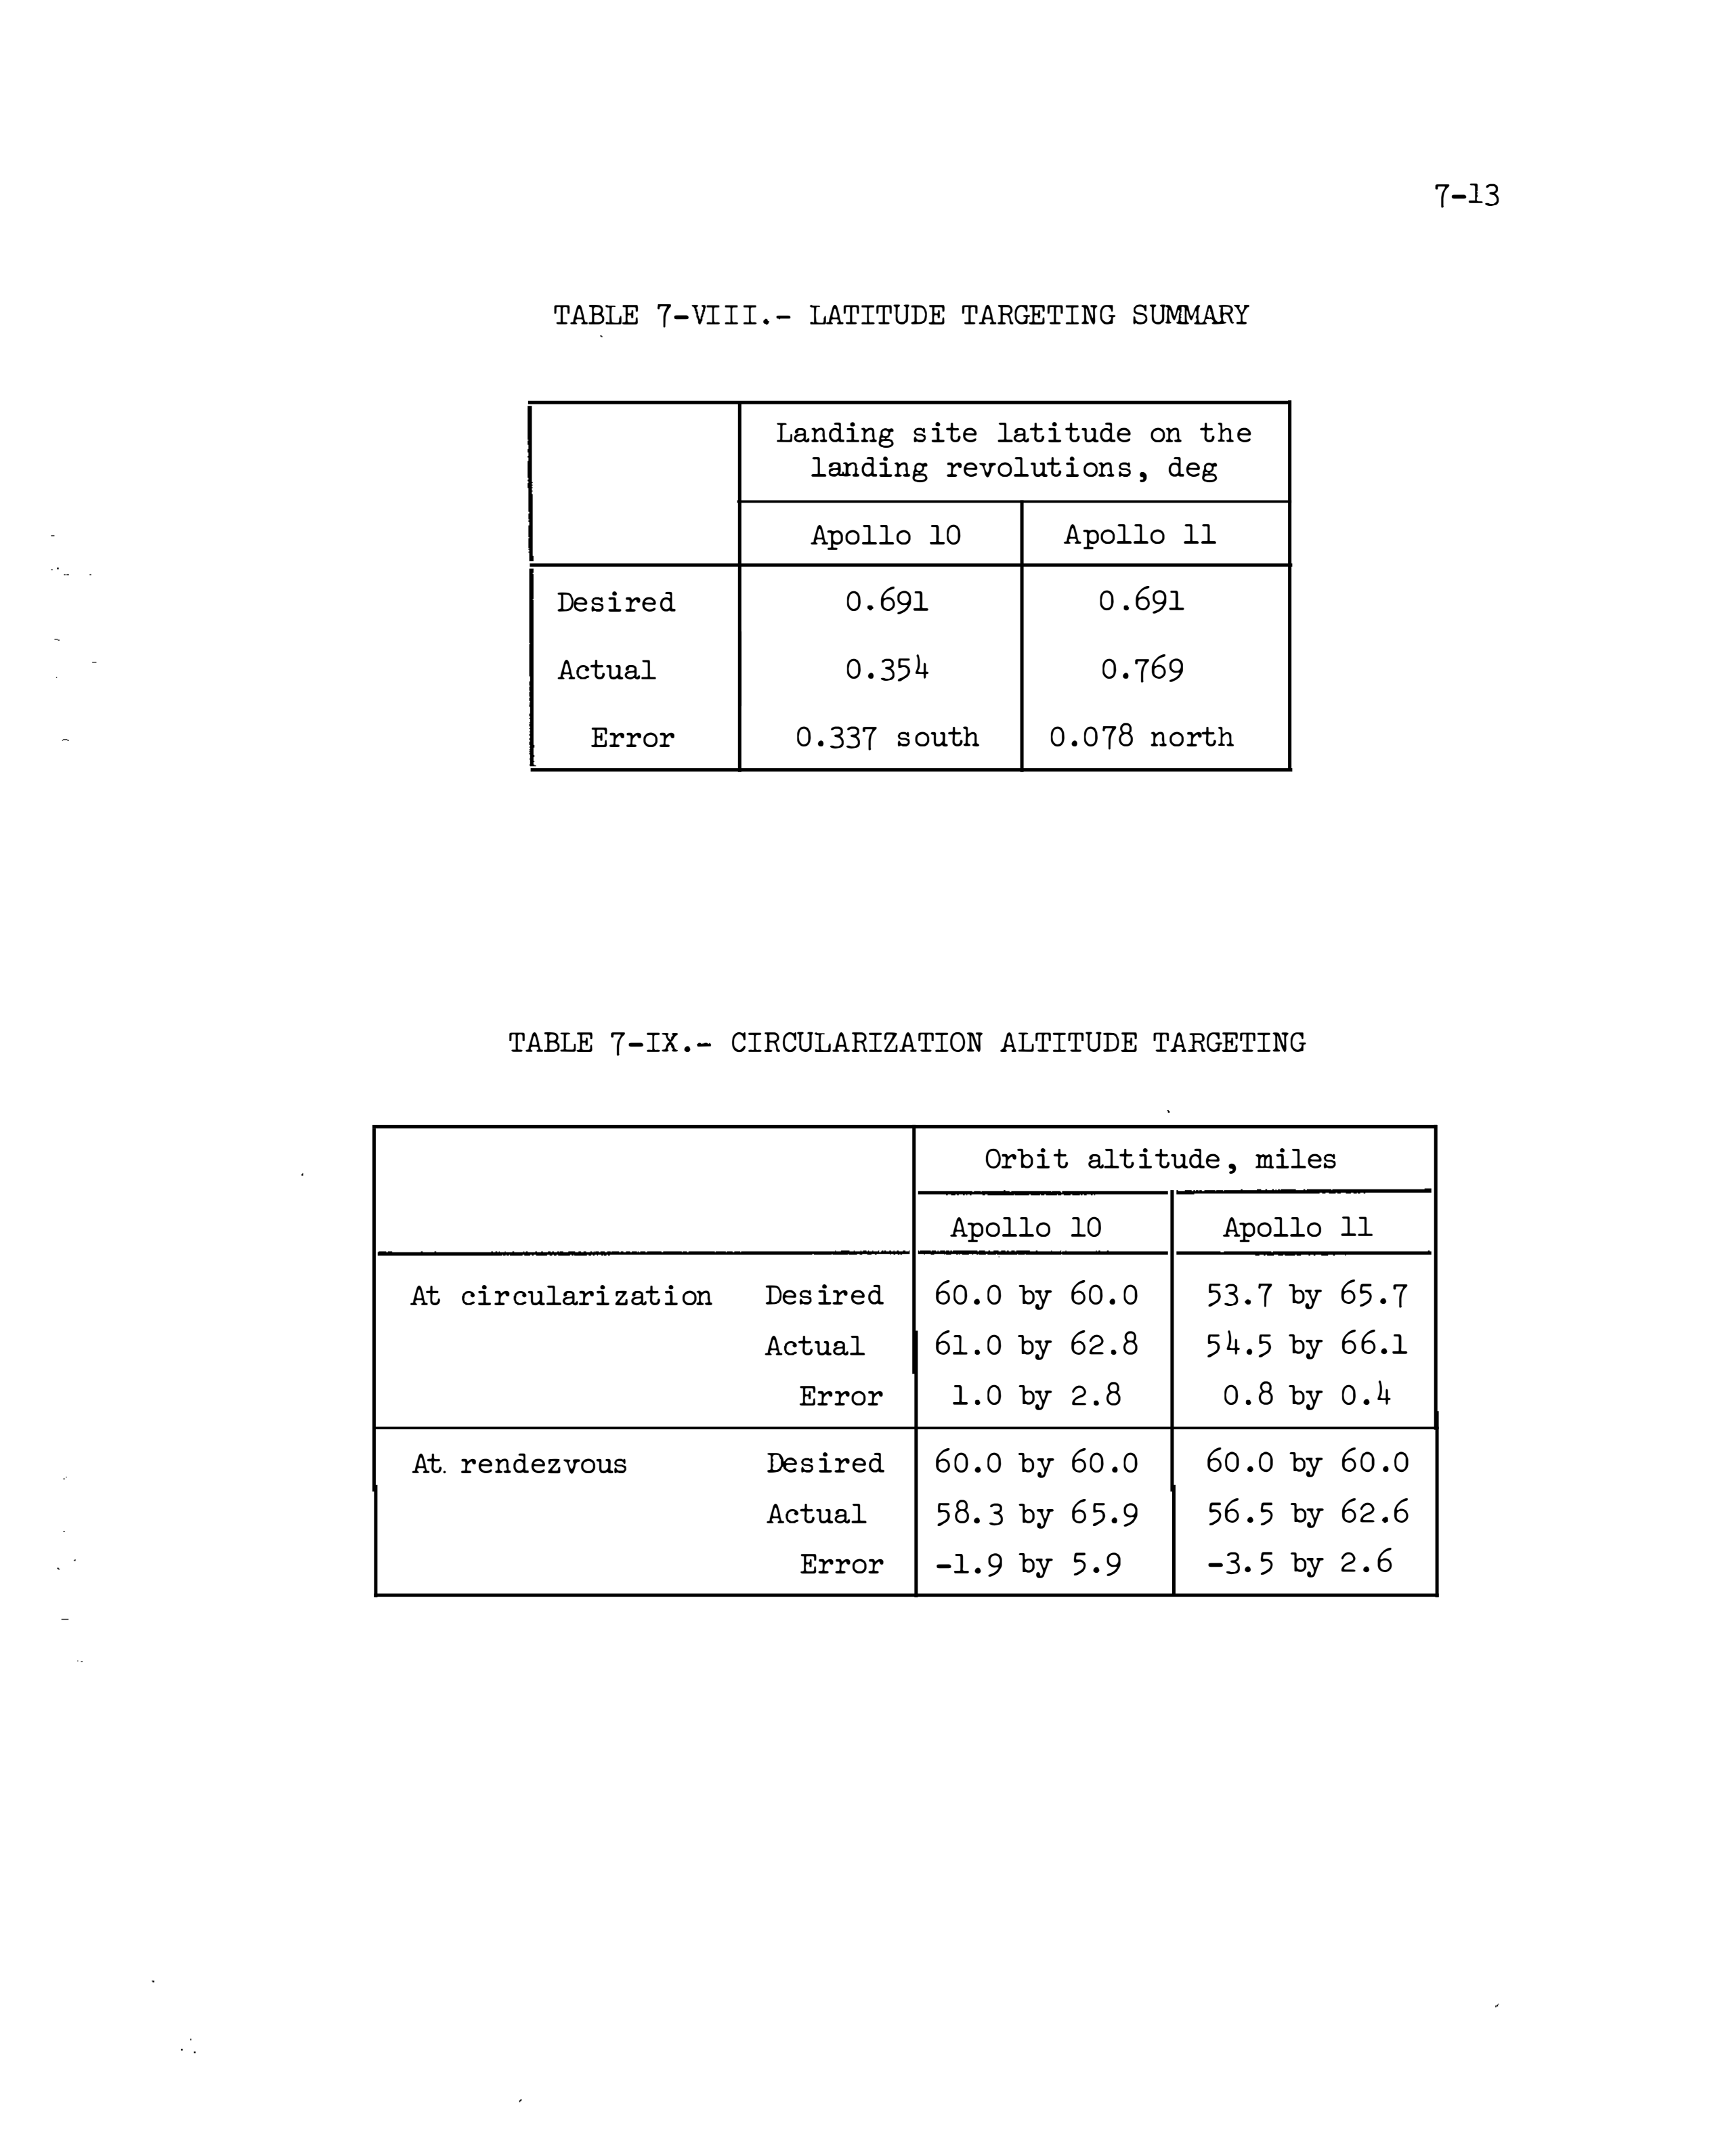 7-13
TABLE 7-VIII.- LATITUDE TARGETING SUMMARY
Landing site latitude on the
landing revolutions, deg
Apollo 10 Apollo 11
Desired 0.691 0.691
Actual 0.354 0.769
Error 0.337 south 0.078 north
TABLE 7-IX.- CIRCULARIZATION ALTITUDE TARGETING
Orbit altitude, miles
Apollo 10 Apollo 11
At circularization Desired 60.0 by 60.0 53.7 by 65.7
Actual 61.0 by 62.8 54.5 by 66.1
Error 1.0 by 2.8 0.8 by 0.4
At rendezvous Desired 60.0 by 60.0 60.0 by 60.0
Actual 58.3 by 65.9 56.5 by 62.6
Error -1.9 by 5.9 -3.5 by 2.6